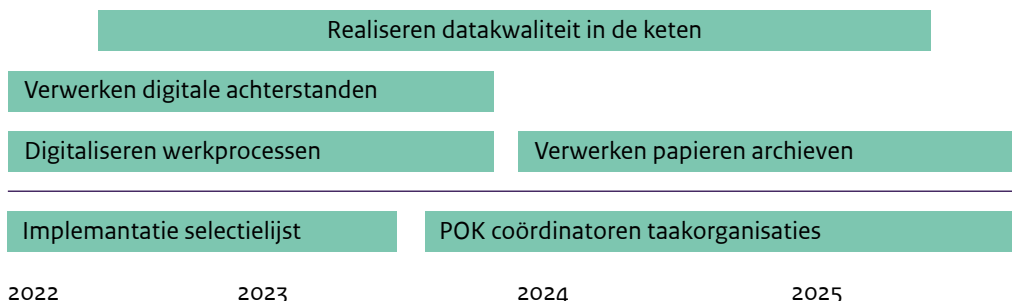 Realiseren datakwaliteit in de keten
Verwerken digitale achterstanden
Digitaliseren werkprocessen
Verwerken papieren archieven
Implemantatie selectielijst
POK coördinatoren taakorganisaties
2022 2023 2024 2025